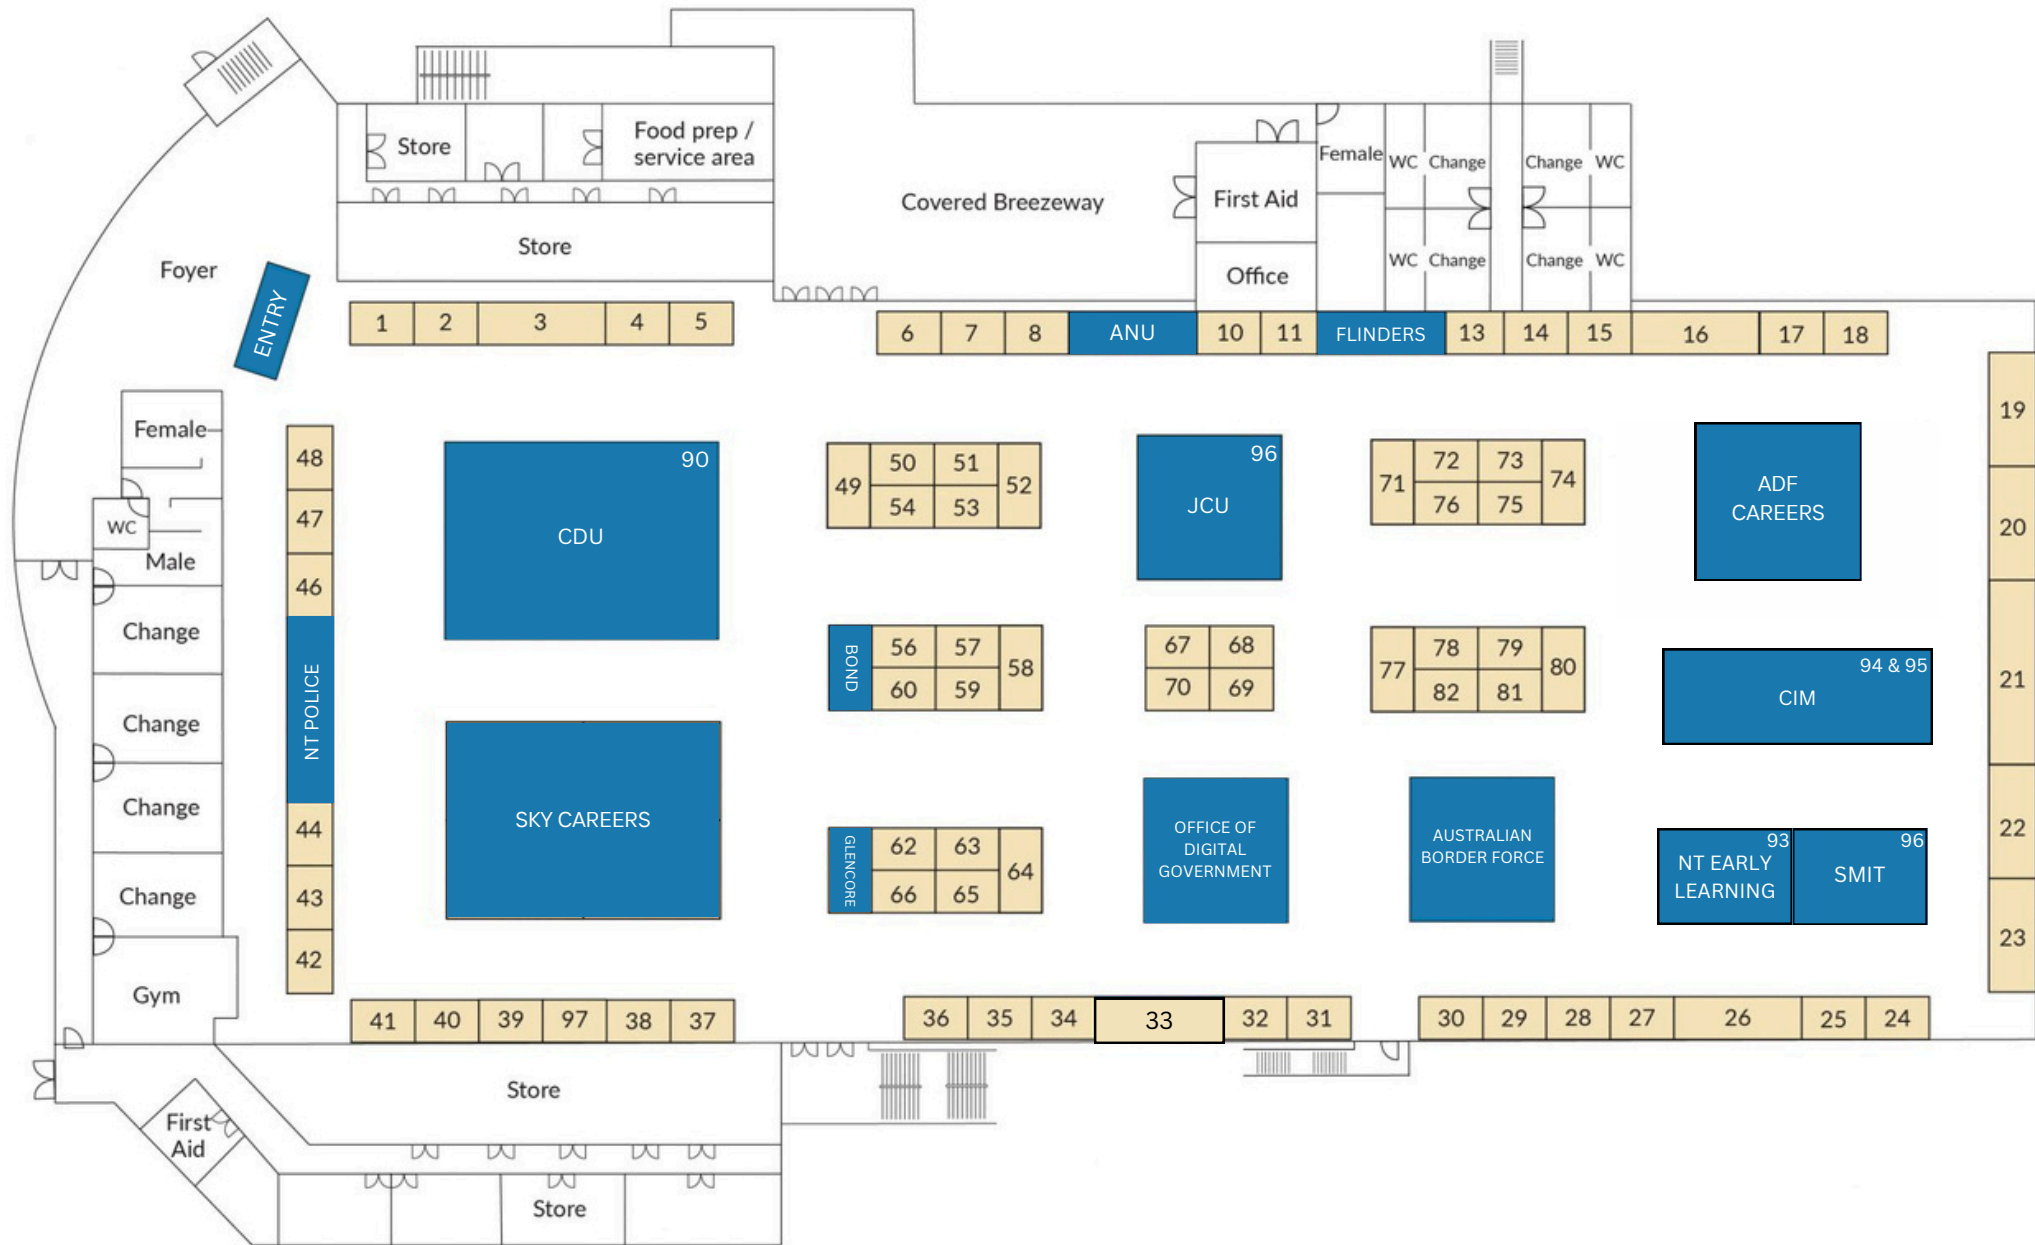 Store
Food prep /
service area
Store
Foyer
ENTRY
Covered Breezeway
First Aid
Office
Female
WC
Change
Change
WC
WC
Change
Change
WC
1
2
3
4
5
6
7
8
ANU
10
11
FLINDERS
13
14
15
16
17
18
19
20
21
22
23
Female
WC
Male
Change
Change
Change
Change
Gym
48
47
46
NT POLICE
44
43
42
90
CDU
SKY CAREERS
49
50
51
52
54
53
96
JCU
71
72
73
74
76
75
ADF
CAREERS
BOND
56
57
58
60
59
67
68
70
69
77
78
79
80
82
81
94 & 95
CIM
GLENCORE
62
63
64
66
65
OFFICE OF
DIGITAL
GOVERNMENT
AUSTRALIAN
BORDER FORCE
93
NT EARLY
LEARNING
96
SMIT
41
40
39
97
38
37
36
35
34
33
32
31
30
29
28
27
26
25
24
Store
First
Aid
Store